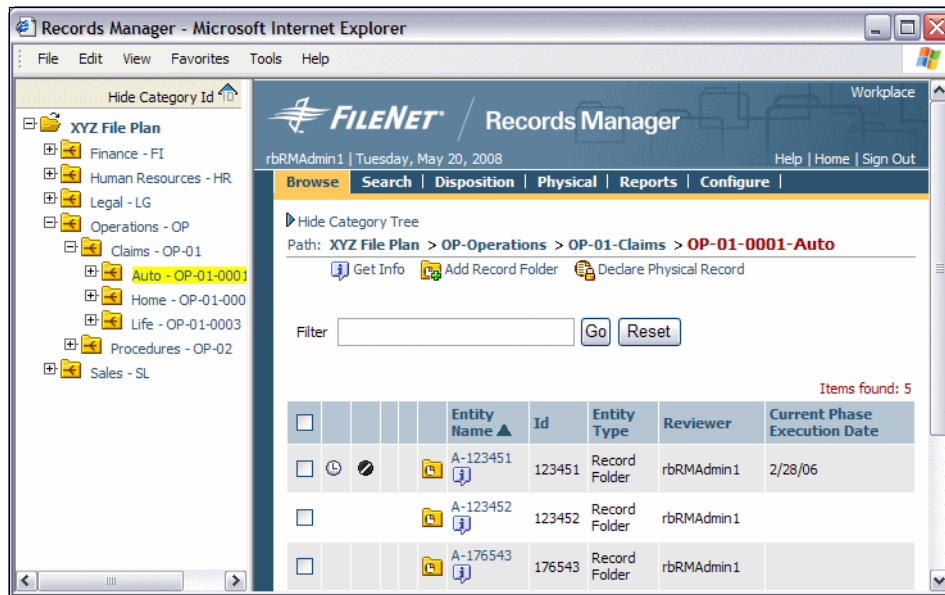 Records Manager - Microsoft Internet Explorer
File Edit View Favorites Tools Help
Hide Category Id
XYZ File Plan
Finance - FI
Human Resources - HR
Legal - LG
Operations - OP
Claims - OP-01
Auto - OP-01-0001
Home - OP-01-000
Life - OP-01-0003
Procedures - OP-02
Sales - SL
Workplace
FILENET Records Manager
rbRMAdmin1 | Tuesday, May 20, 2008
Help | Home | Sign Out
Browse Search | Disposition | Physical | Reports | Configure |
Hide Category Tree
Path: XYZ File Plan > OP-Operations > OP-01-Claims > OP-01-0001-Auto
Get Info Add Record Folder Declare Physical Record
Filter Go Reset
Items found: 5
Entity Name Id Entity Type Reviewer Current Phase Execution Date
A-123451 123451 Record Folder rbRMAdmin1 2/28/06
A-123452 123452 Record Folder rbRMAdmin1
A-176543 176543 Record Folder rbRMAdmin1